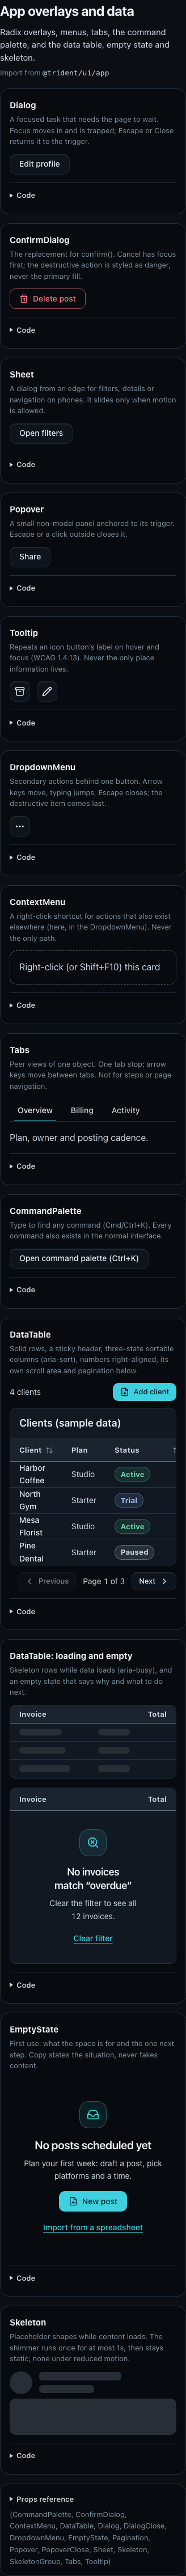 App overlays and data
Radix overlays, menus, tabs, the command
palette, and the data table, empty state and
skeleton.
Import from @trident/ui/app
Dialog
A focused task that needs the page to wait.
Focus moves in and is trapped; Escape or Close
returns it to the trigger.
Edit profile
Code
ConfirmDialog
The replacement for confirm(). Cancel has focus
first; the destructive action is styled as danger,
never the primary fill.
Delete post
Code
Sheet
A dialog from an edge for filters, details or
navigation on phones. It slides only when motion
is allowed.
Open filters
Code
Popover
A small non-modal panel anchored to its trigger.
Escape or a click outside closes it.
Share
Code
Tooltip
Repeats an icon button's label on hover and
focus (WCAG 1.4.13). Never the only place
information lives.
Code
DropdownMenu
Secondary actions behind one button. Arrow
keys move, typing jumps, Escape closes; the
destructive item comes last.
Code
ContextMenu
A right-click shortcut for actions that also exist
elsewhere (here, in the DropdownMenu). Never
the only path.
Right-click (or Shift+F10) this card
Code
Tabs
Peer views of one object. One tab stop; arrow
keys move between tabs. Not for steps or page
navigation.
Overview Billing Activity
Plan, owner and posting cadence.
Code
CommandPalette
Type to find any command (Cmd/Ctrl+K). Every
command also exists in the normal interface.
Open command palette (Ctrl+K)
Code
DataTable
Solid rows, a sticky header, three-state sortable
columns (aria-sort), numbers right-aligned, its
own scroll area and pagination below.
4 clients Add client
Clients (sample data)
Client Plan Status
Harbor
Coffee Studio Active
North
Gym Starter Trial
Mesa
Florist Studio Active
Pine
Dental Starter Paused
Previous Page 1 of 3 Next
Code
DataTable: loading and empty
Skeleton rows while data loads (aria-busy), and
an empty state that says why and what to do
next.
Invoice Total
Invoice Total
No invoices
match “overdue”
Clear the filter to see all
12 invoices.
Clear filter
Code
EmptyState
First use: what the space is for and the one next
step. Copy states the situation, never fakes
content.
No posts scheduled yet
Plan your first week: draft a post, pick
platforms and a time.
New post
Import from a spreadsheet
Code
Skeleton
Placeholder shapes while content loads. The
shimmer runs once for at most 1s, then stays
static; none under reduced motion.
Code
Props reference
(CommandPalette, ConfirmDialog,
ContextMenu, DataTable, Dialog, DialogClose,
DropdownMenu, EmptyState, Pagination,
Popover, PopoverClose, Sheet, Skeleton,
SkeletonGroup, Tabs, Tooltip)